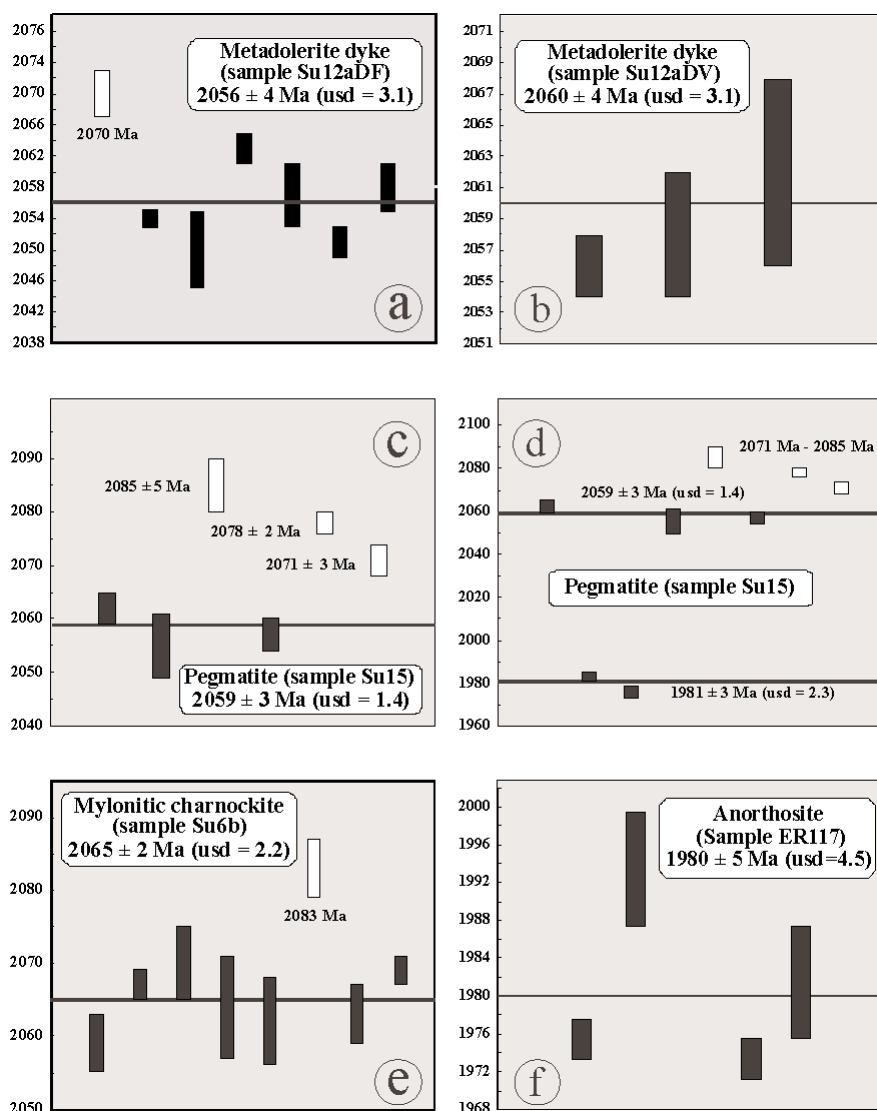 2078
2074
2070
2066
2062
2058
2054
2050
2046
2042
2038
Metadolerite dyke
(sample Su12aDF)
2056 ± 4 Ma (usd = 3.1)
2070 Ma
a
2071
2069
2067
2065
2063
2061
2059
2057
2055
2053
2051
Metadolerite dyke
(sample Su12aDV)
2060 ± 4 Ma (usd = 3.1)
b
2090
2080
2070
2060
2050
2040
c
2085 ± 5 Ma
2078 ± 2 Ma
2071 ± 3 Ma
Pegmatite (sample Su15)
2059 ± 3 Ma (usd = 1.4)
2100
2080
2060
2040
2020
2000
1980
1960
d
2071 Ma - 2085 Ma
2059 ± 3 Ma (usd = 1.4)
Pegmatite (sample Su15)
1981 ± 3 Ma (usd = 2.3)
2090
2080
2070
2060
2050
Mylonitic charnockite
(sample Su6b)
2065 ± 2 Ma (usd = 2.2)
2083 Ma
e
2000
1996
1992
1988
1984
1980
1976
1972
1968
Anorthosite
(Sample ER117)
1980 ± 5 Ma (usd=4.5)
f